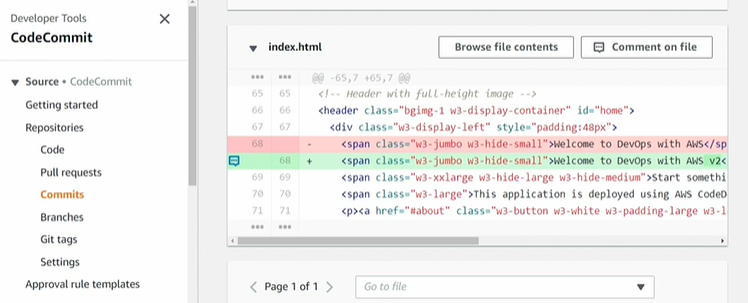 Developer Tools
CodeCommit
Source • CodeCommit
Getting started
Repositories
Code
Pull requests
Commits
Branches
Git tags
Settings
Approval rule templates
index.html
Browse file contents
Comment on file
@@ -65,7 +65,7 @@
65 65 <!-- Header with full-height image -->
66 66 <header class="bgimg-1 w3-display-container" id="home">
67 67 <div class="w3-display-left" style="padding:48px">
68 - <span class="w3-jumbo w3-hide-small">Welcome to DevOps with AWS</sp
68 + <span class="w3-jumbo w3-hide-small">Welcome to DevOps with AWS v2<
69 69 <span class="w3-xxlarge w3-hide-large w3-hide-medium">Start somethi
70 70 <span class="w3-large">This application is deployed using AWS CodeD
71 71 <p><a href="#about" class="w3-button w3-white w3-padding-large w3-l
Page 1 of 1
Go to file